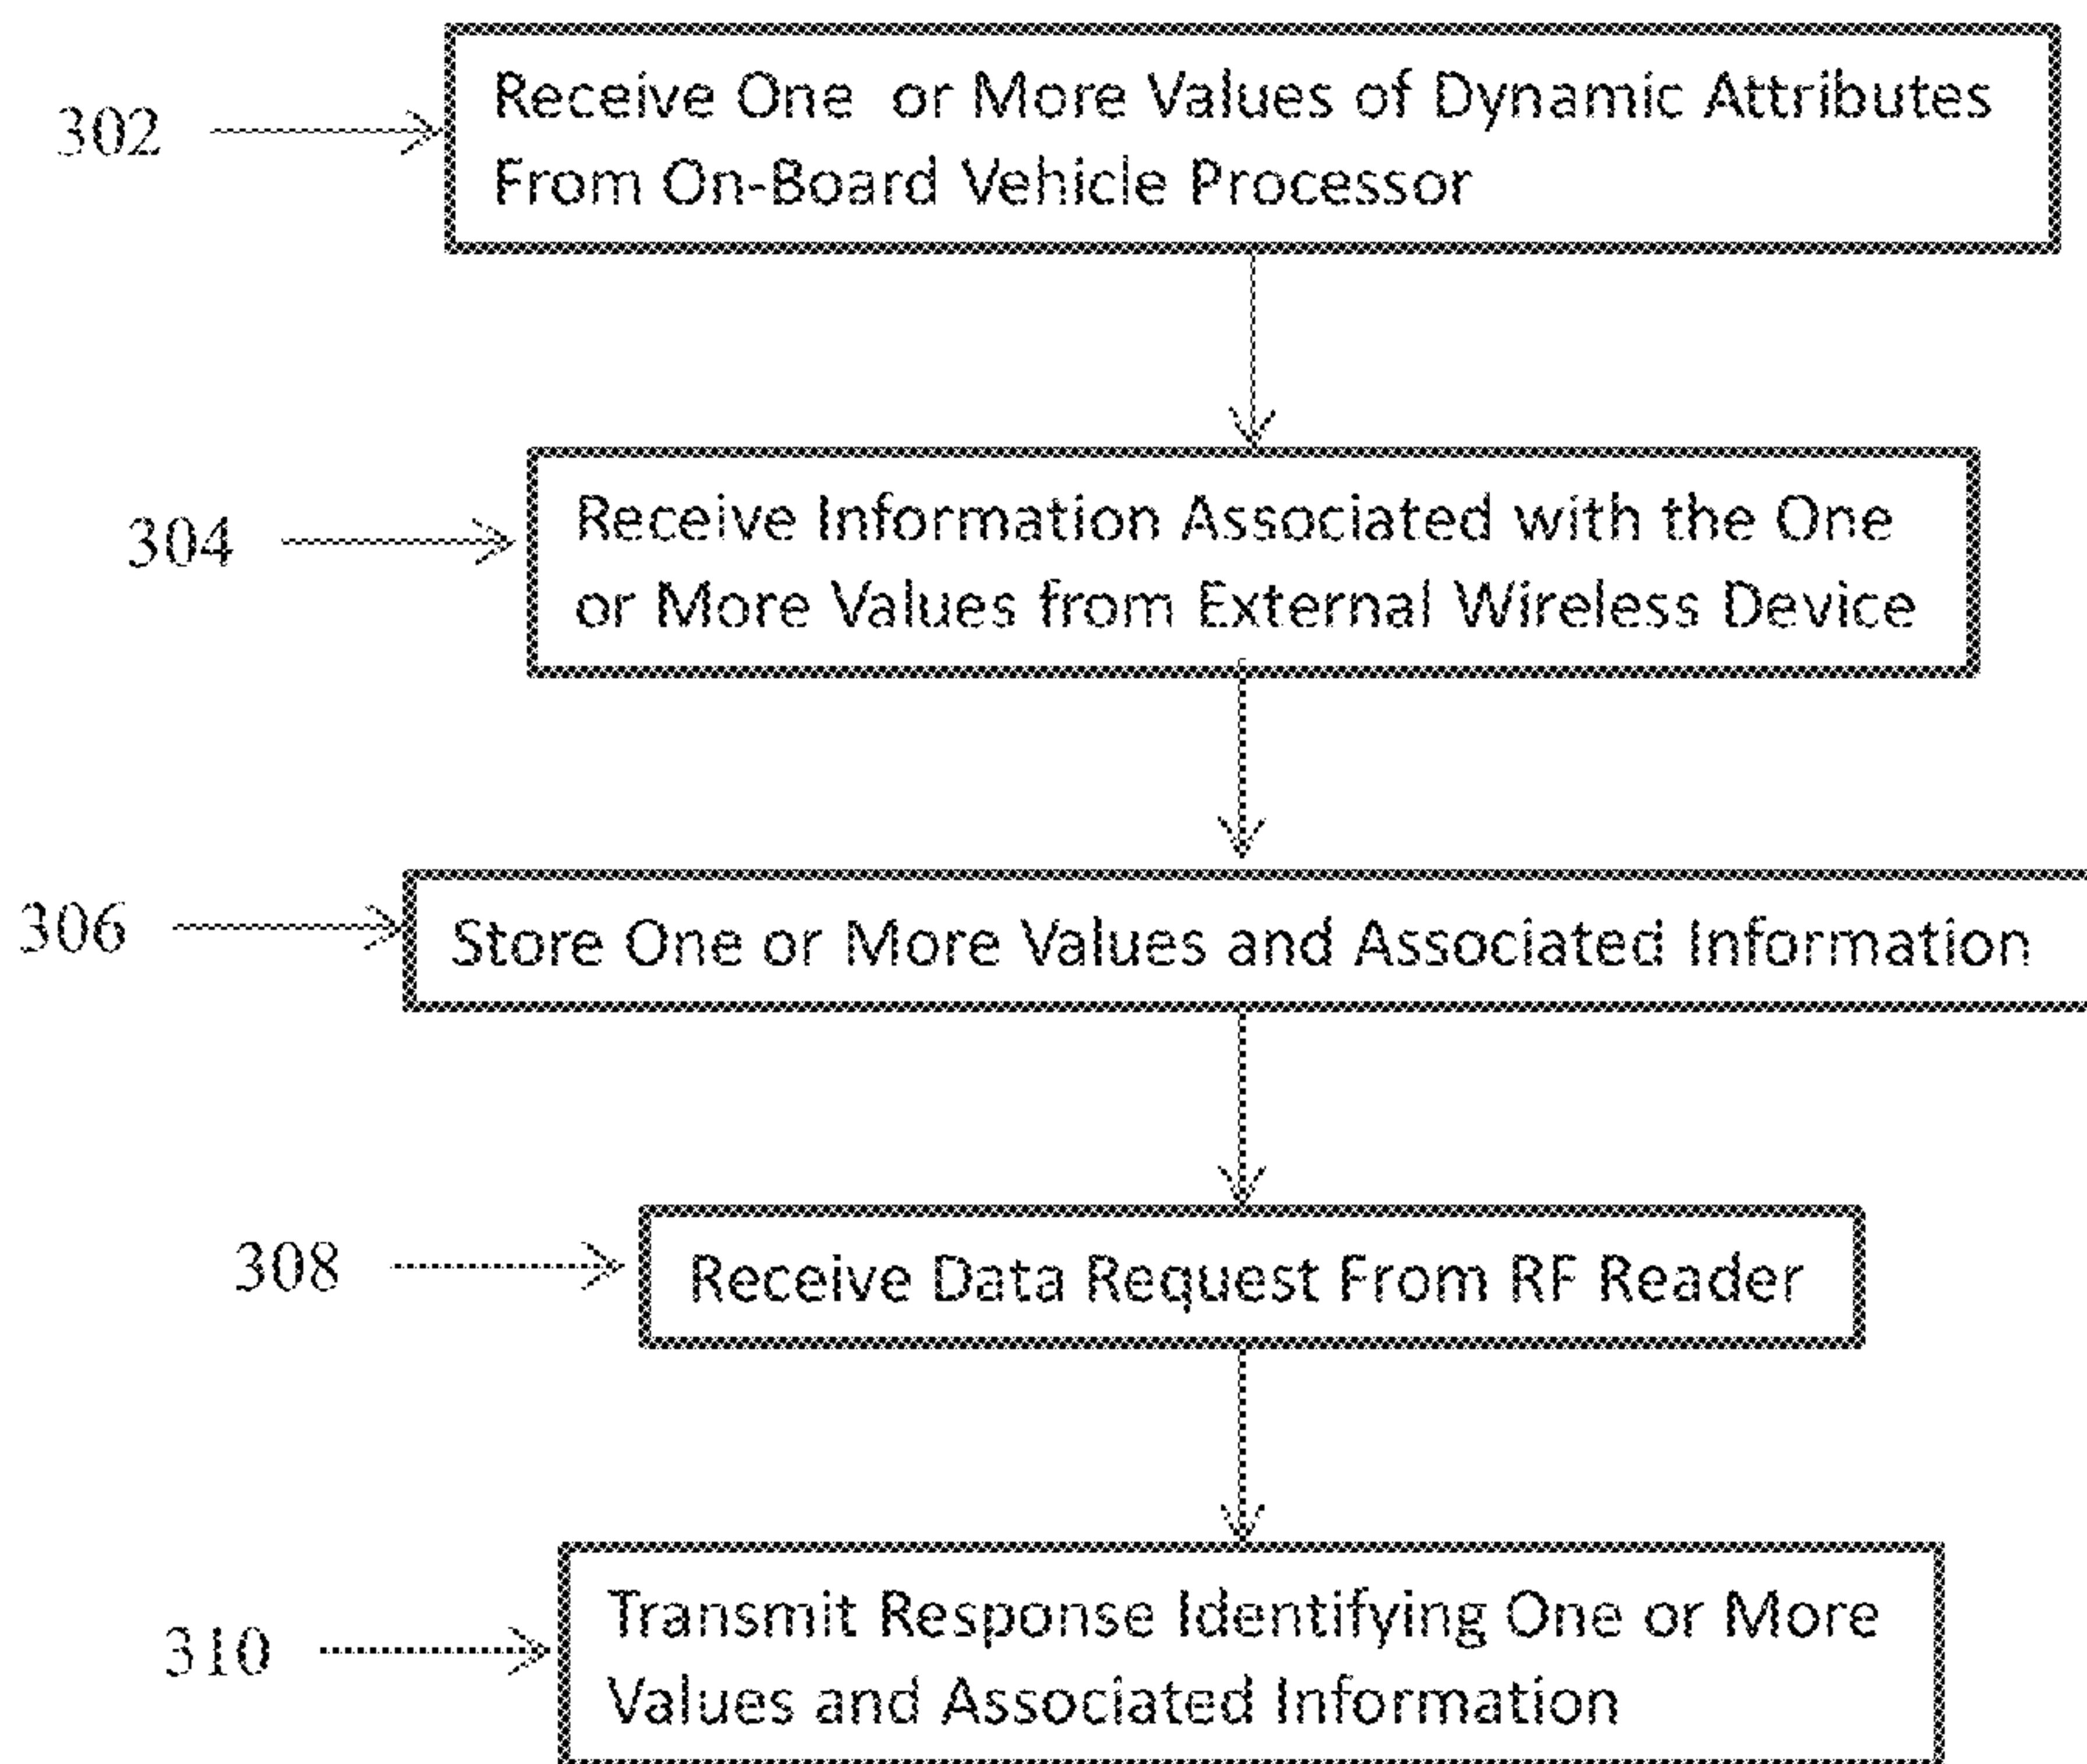 302
Receive One or More Values of Dynamic Attributes
From On-Board Vehicle Processor
304
Receive Information Associated with the One
or More Values from External Wireless Device
306
Store One or More Values and Associated Information
308
Receive Data Request From RF Reader
310
Transmit Response Identifying One or More
Values and Associated Information